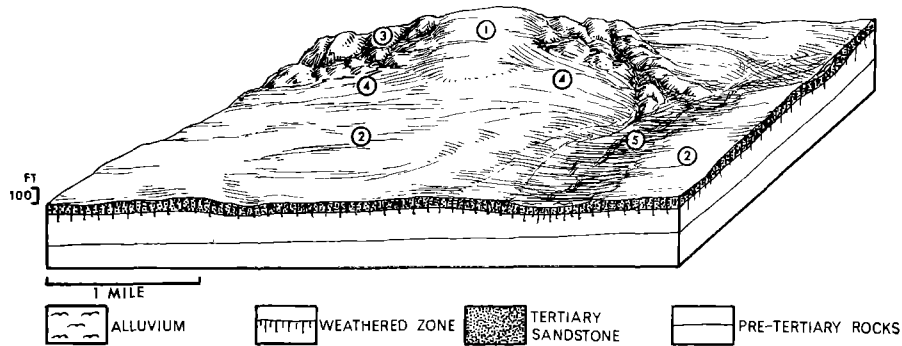 1
3
4
4
2
5
2
FT
100
1 MILE
ALLUVIUM
WEATHERED ZONE
TERTIARY
SANDSTONE
PRE-TERTIARY ROCKS